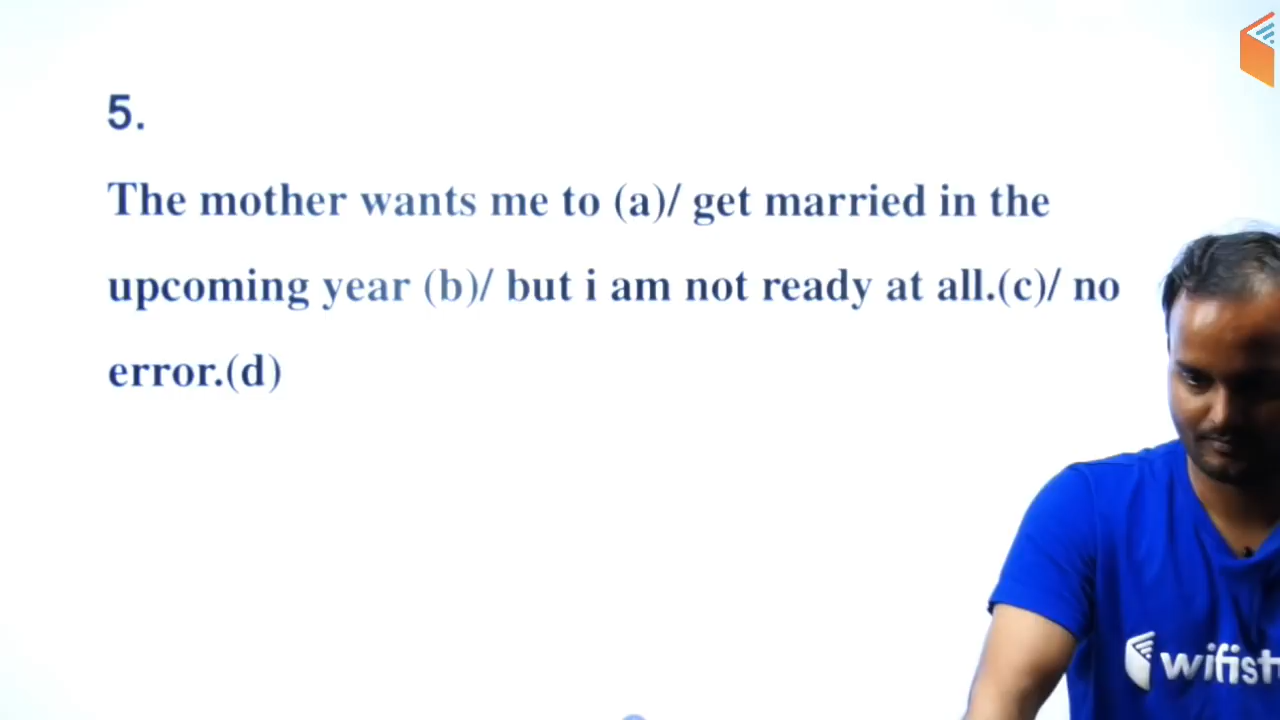 5.
The mother wants me to (a)/ get married in the
upcoming year (b)/ but i am not ready at all.(c)/ no
error.(d)